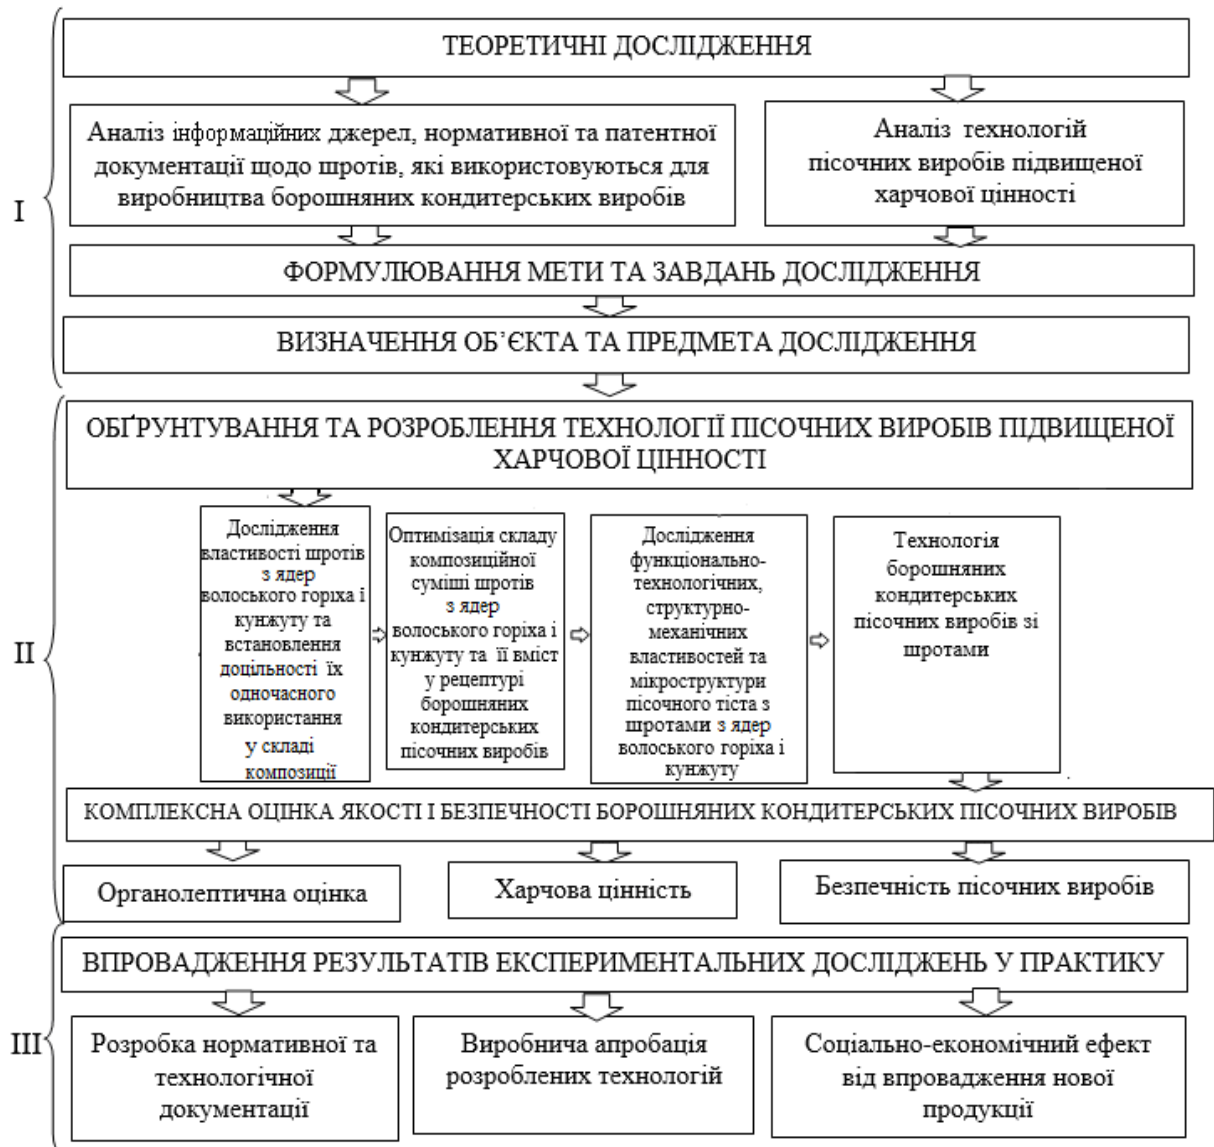 ТЕОРЕТИЧНІ ДОСЛІДЖЕННЯ
Аналіз інформаційних джерел, нормативної та патентної
документації щодо шротів, які використовуються для
виробництва борошняних кондитерських виробів
Аналіз технологій
пісочних виробів підвищеної
харчової цінності
I
ФОРМУЛЮВАННЯ МЕТИ ТА ЗАВДАНЬ ДОСЛІДЖЕННЯ
ВИЗНАЧЕННЯ ОБ’ЄКТА ТА ПРЕДМЕТА ДОСЛІДЖЕННЯ
ОБҐРУНТУВАННЯ ТА РОЗРОБЛЕННЯ ТЕХНОЛОГІЇ ПІСОЧНИХ ВИРОБІВ ПІДВИЩЕНОЇ
ХАРЧОВОЇ ЦІННОСТІ
II
Дослідження
властивості шротів
з ядер
волоського горіха і
кунжуту та
встановлення
доцільності їх
одночасного
використання
у складі
композиції
Оптимізація складу
композиційної
суміші шротів
з ядер
волоського горіха і
кунжуту та її вміст
у рецептурі
борошняних
кондитерських
пісочних виробів
Дослідження
функціонально-
технологічних,
структурно-
механічних
властивостей та
мікроструктури
пісочного тіста з
шротами з ядер
волоського горіха і
кунжуту
Технологія
борошняних
кондитерських
пісочних виробів зі
шротами
КОМПЛЕКСНА ОЦІНКА ЯКОСТІ І БЕЗПЕЧНОСТІ БОРОШНЯНИХ КОНДИТЕРСЬКИХ ПІСОЧНИХ ВИРОБІВ
Органолептична оцінка
Харчова цінність
Безпечність пісочних виробів
ВПРОВАДЖЕННЯ РЕЗУЛЬТАТІВ ЕКСПЕРИМЕНТАЛЬНИХ ДОСЛІДЖЕНЬ У ПРАКТИКУ
III
Розробка нормативної та
технологічної
документації
Виробнича апробація
розроблених технологій
Соціально-економічний ефект
від впровадження нової
продукції